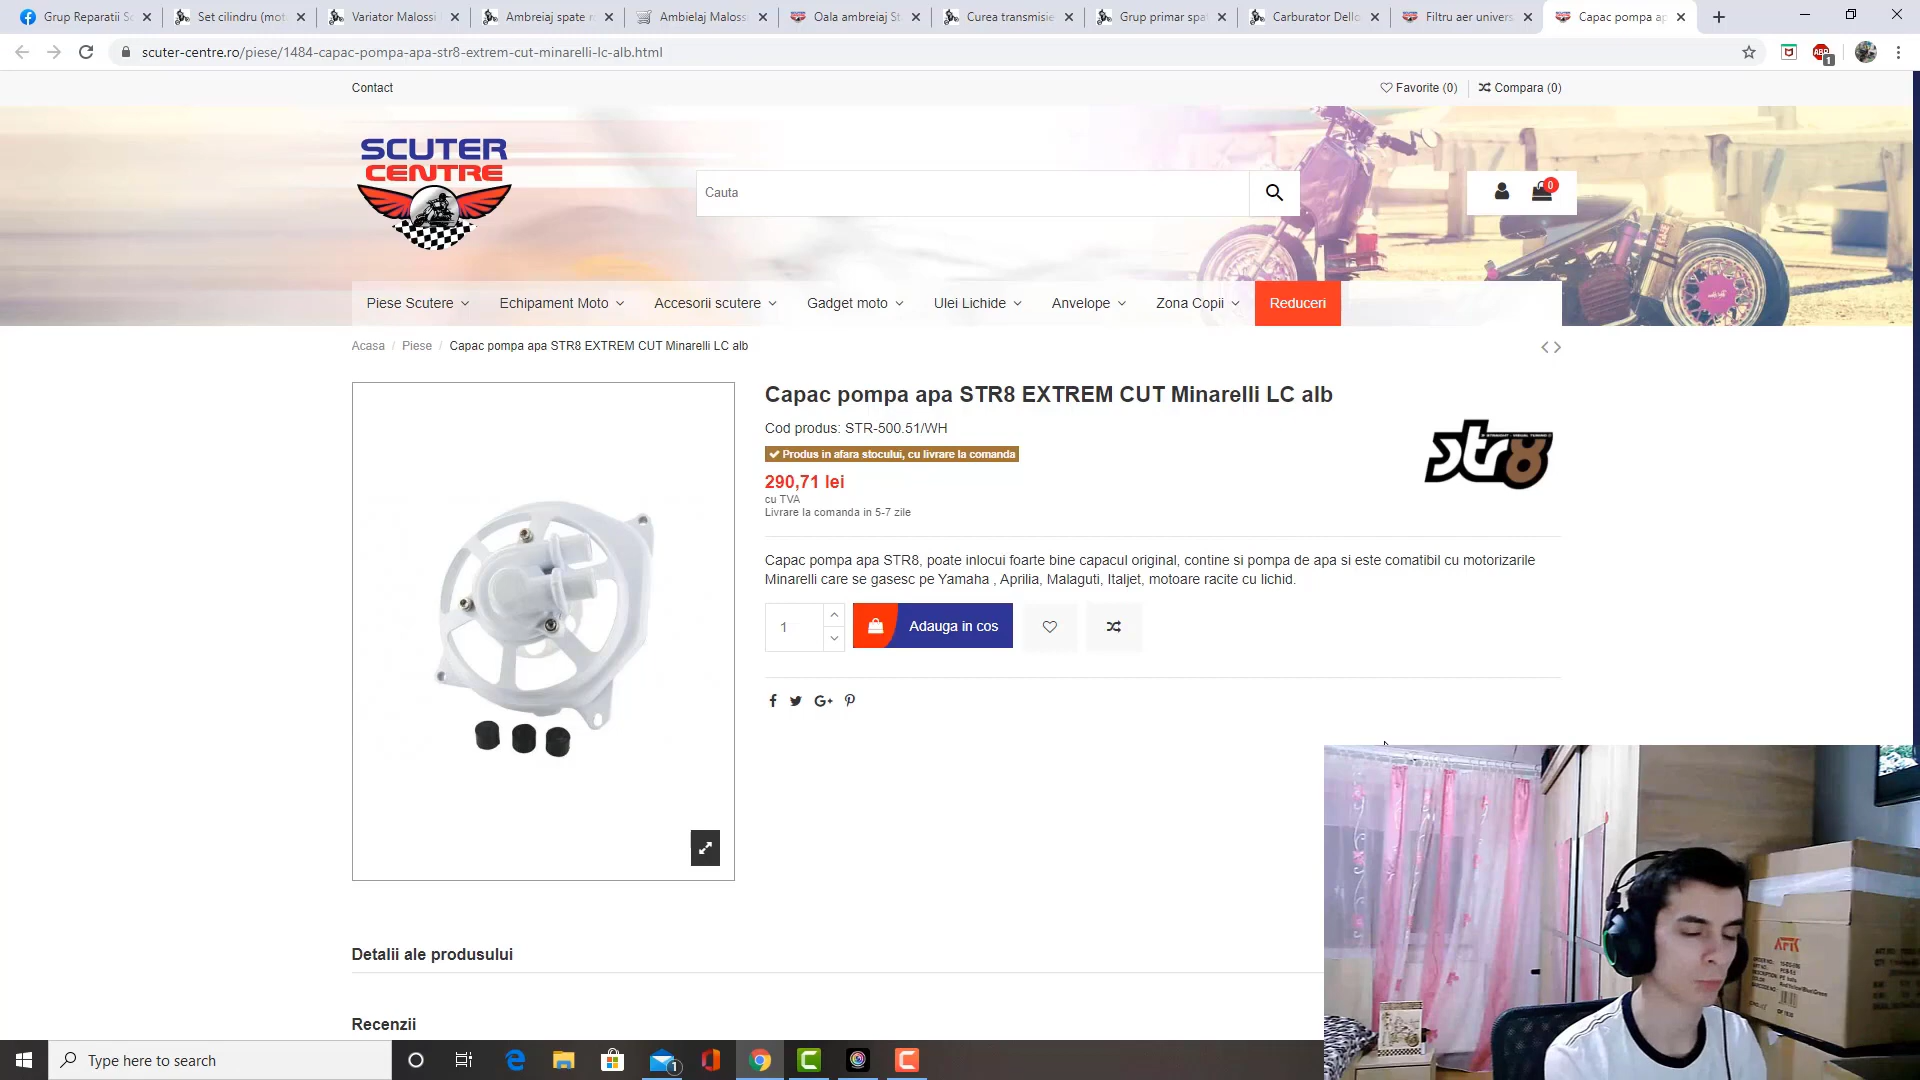 Grup Reparatii Sc
Set cilindru (mot
Variator Malossi
Ambreiaj spate r
Ambielaj Maloss
Oala ambreiaj St
Curea transmisie
Grup primar spa
Carburator Dello
Filtru aer univers
Capac pompa ap
scuter-centre.ro/piese/1484-capac-pompa-apa-str8-extrem-cut-minarelli-lc-alb.html
ABP
1
Contact
Favorite (0)
Compara (0)
SCUTER
CENTRE
Cauta
0
Piese Scutere
Echipament Moto
Accesorii scutere
Gadget moto
Ulei Lichide
Anvelope
Zona Copii
Reduceri
Acasa / Piese / Capac pompa apa STR8 EXTREM CUT Minarelli LC alb
Capac pompa apa STR8 EXTREM CUT Minarelli LC alb
Cod produs: STR-500.51/WH
str8
Produs in afara stocului, cu livrare la comanda
290,71 lei
cu TVA
Livrare la comanda in 5-7 zile
Capac pompa apa STR8, poate inlocui foarte bine capacul original, contine si pompa de apa si este comatibil cu motorizarile
Minarelli care se gasesc pe Yamaha , Aprilia, Malaguti, Italjet, motoare racite cu lichid.
1
Adauga in cos
Detalii ale produsului
Recenzii
Type here to search
1